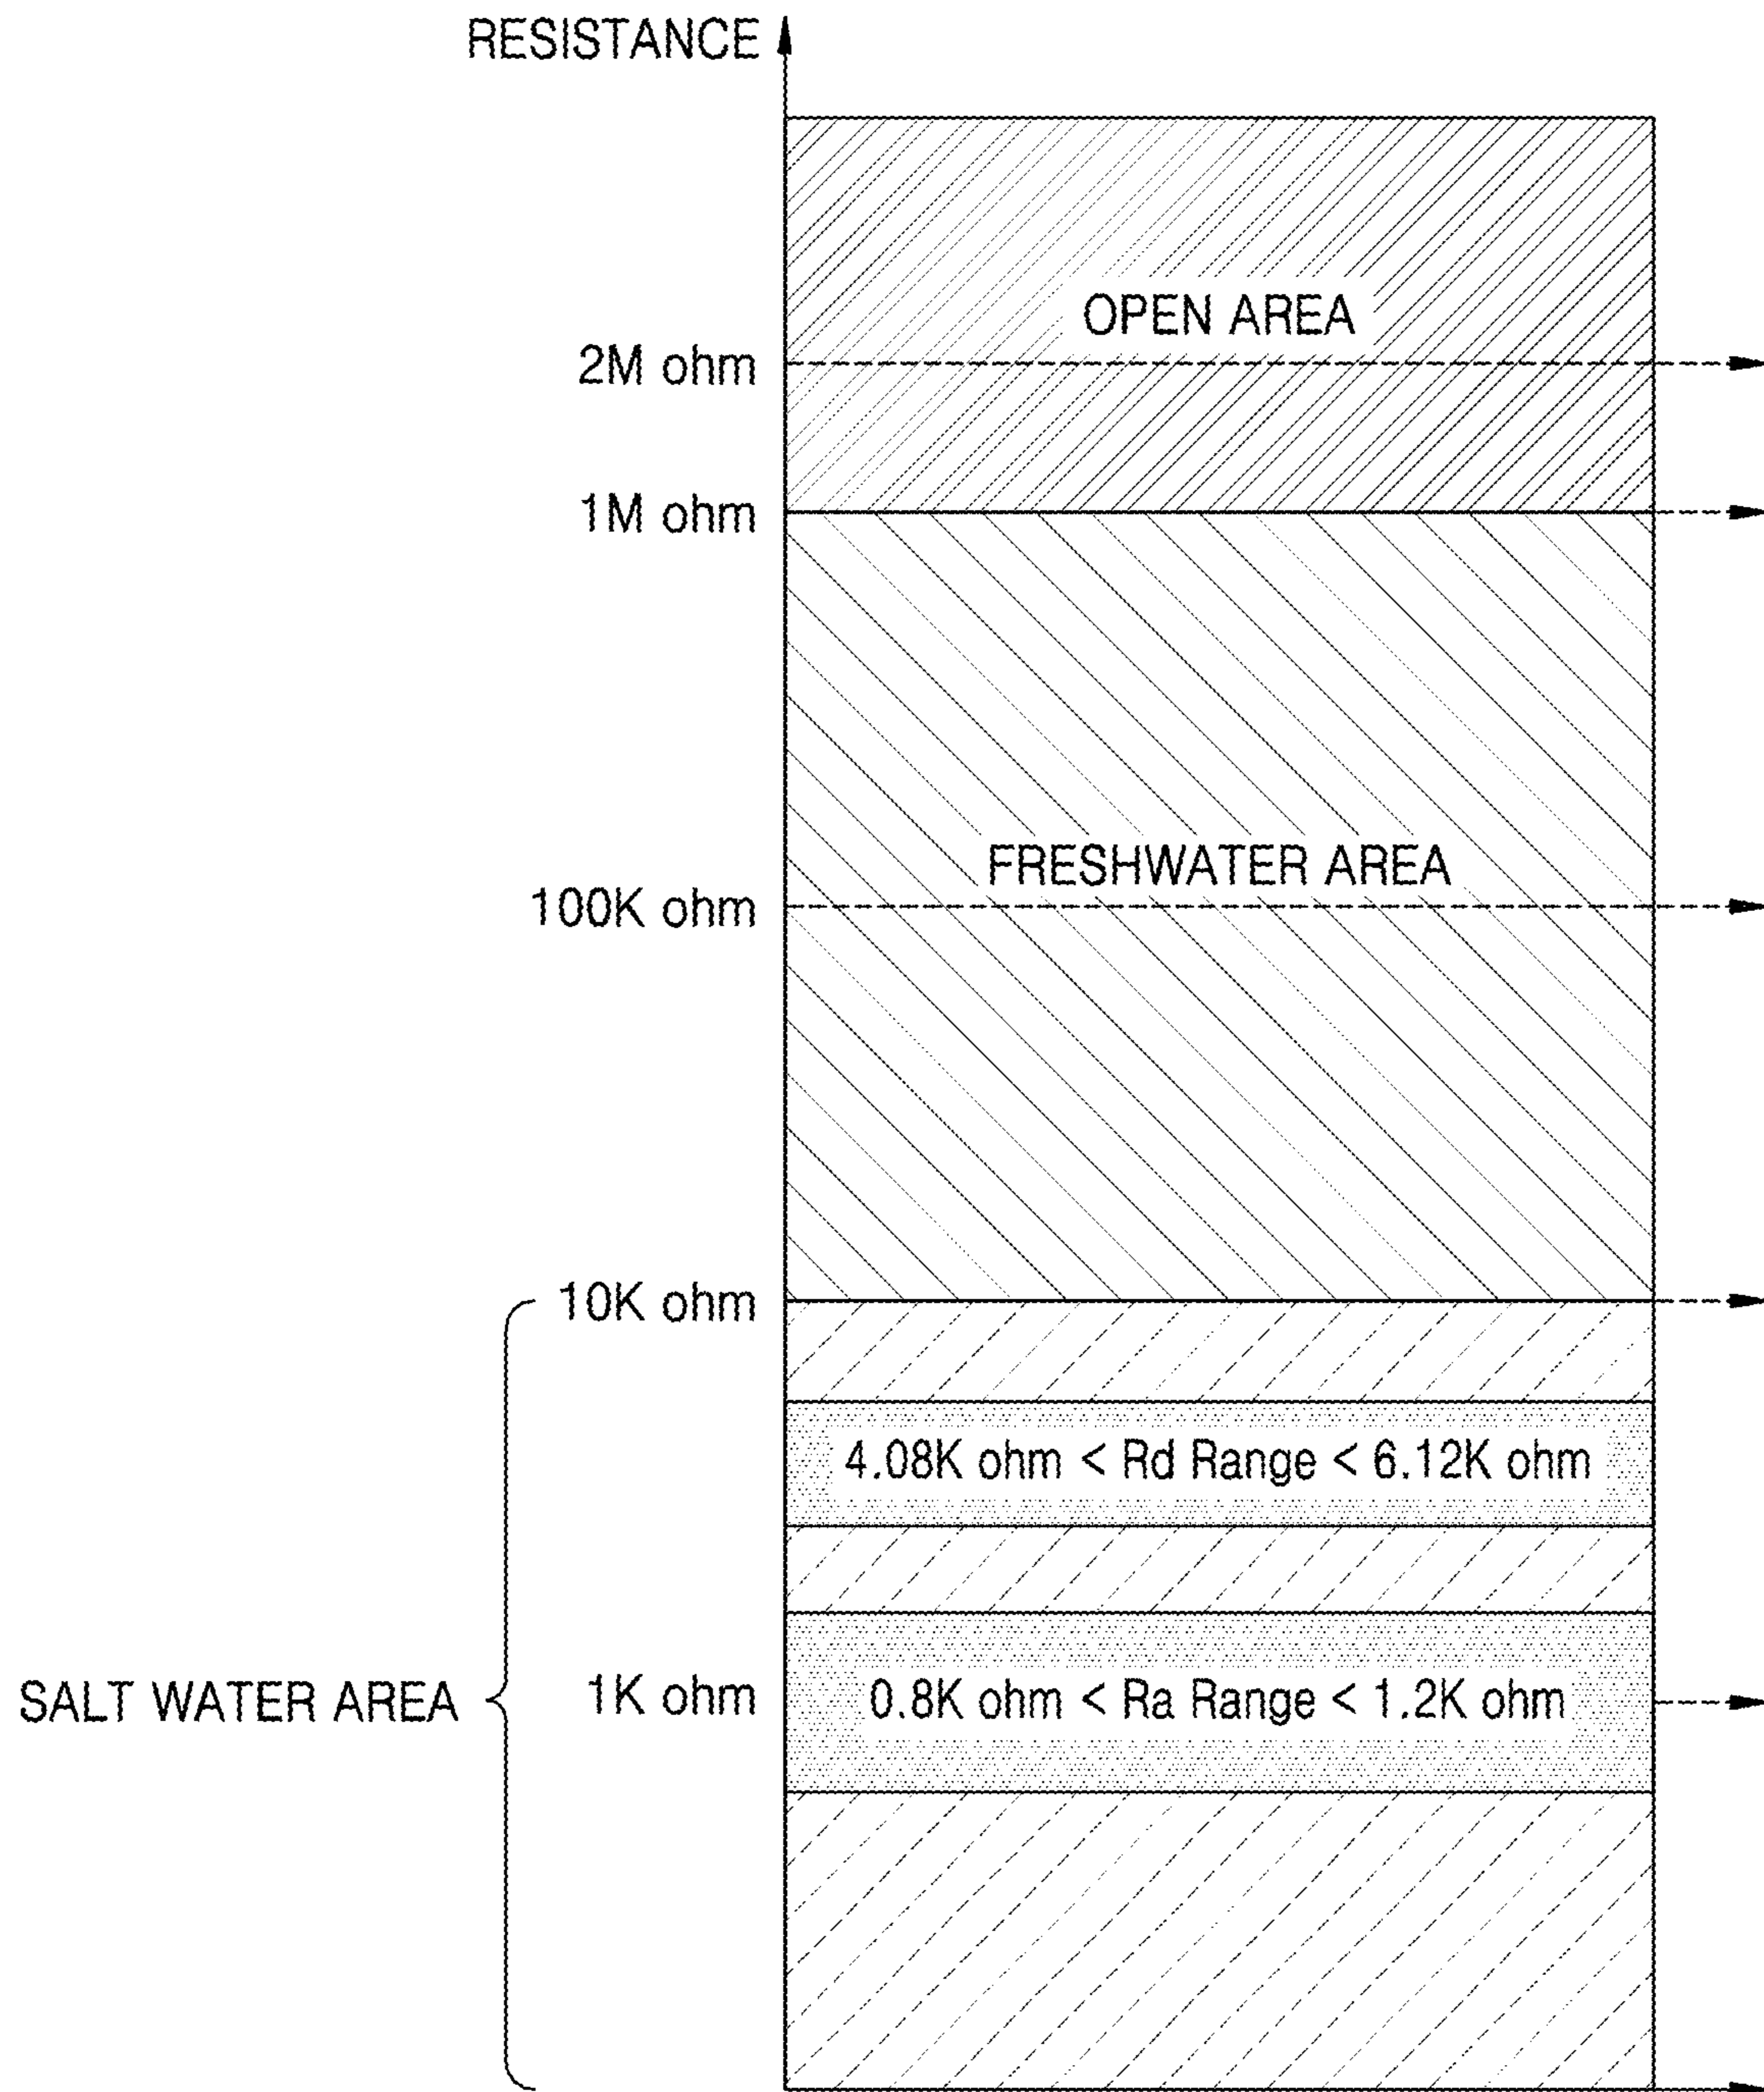 RESISTANCE
OPEN AREA
2M ohm
1M ohm
FRESHWATER AREA
100K ohm
10K ohm
4.08K ohm < Rd Range < 6.12K ohm
SALT WATER AREA
1K ohm
0.8K ohm < Ra Range < 1.2K ohm